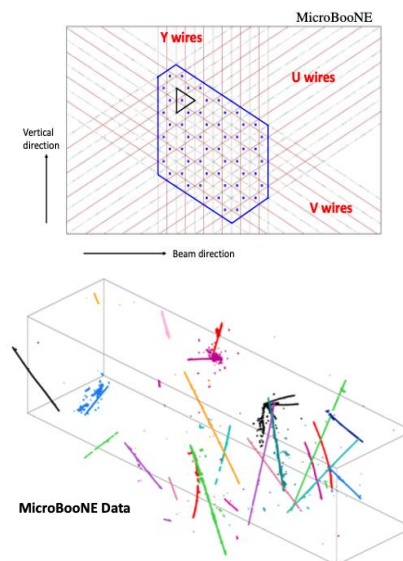 MicroBooNE
Y wires
U wires
Vertical
direction
V wires
Beam direction
MicroBooNE Data